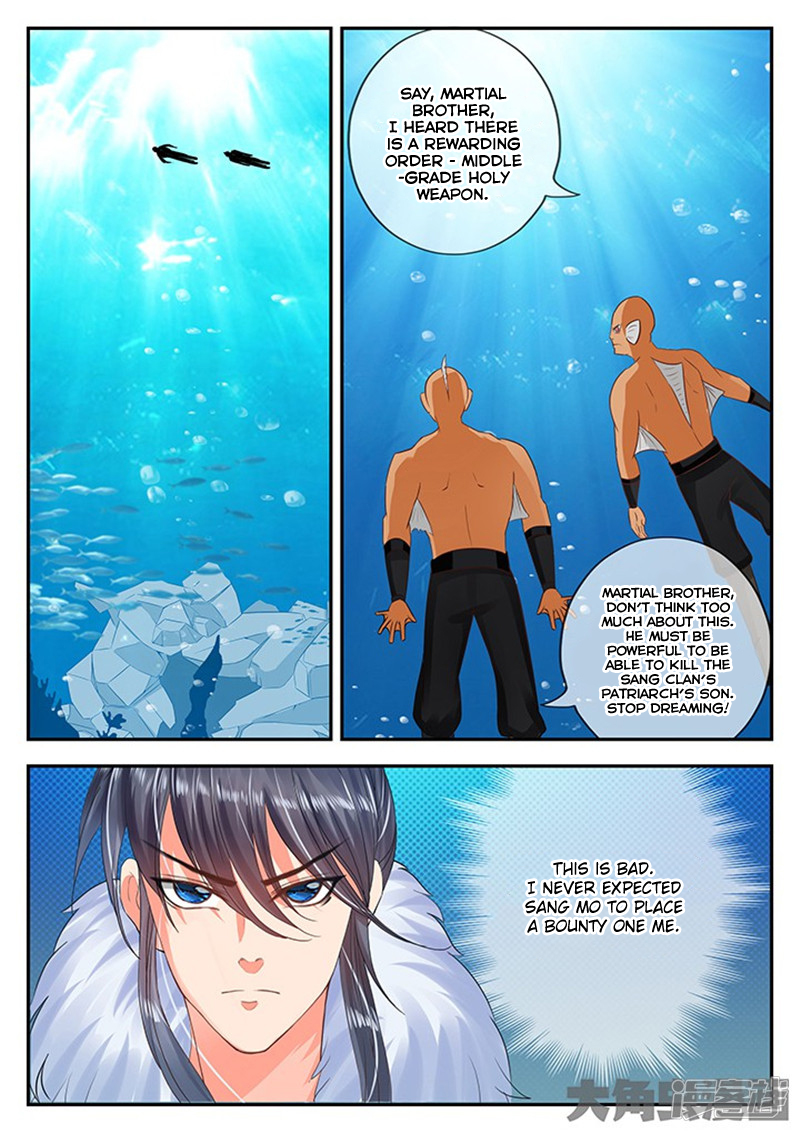 SAY, MARTIAL
BROTHER,
I HEARD THERE
IS A REWARDING
ORDER - MIDDLE
-GRADE HOLY
WEAPON.
MARTIAL BROTHER,
DON'T THINK TOO
MUCH ABOUT THIS.
HE MUST BE
POWERFUL TO BE
ABLE TO KILL THE
SANG CLAN'S
PATRIARCH'S SON.
STOP DREAMING!
THIS IS BAD.
I NEVER EXPECTED
SANG MO TO PLACE
A BOUNTY ONE ME.
大角虫漫客栈